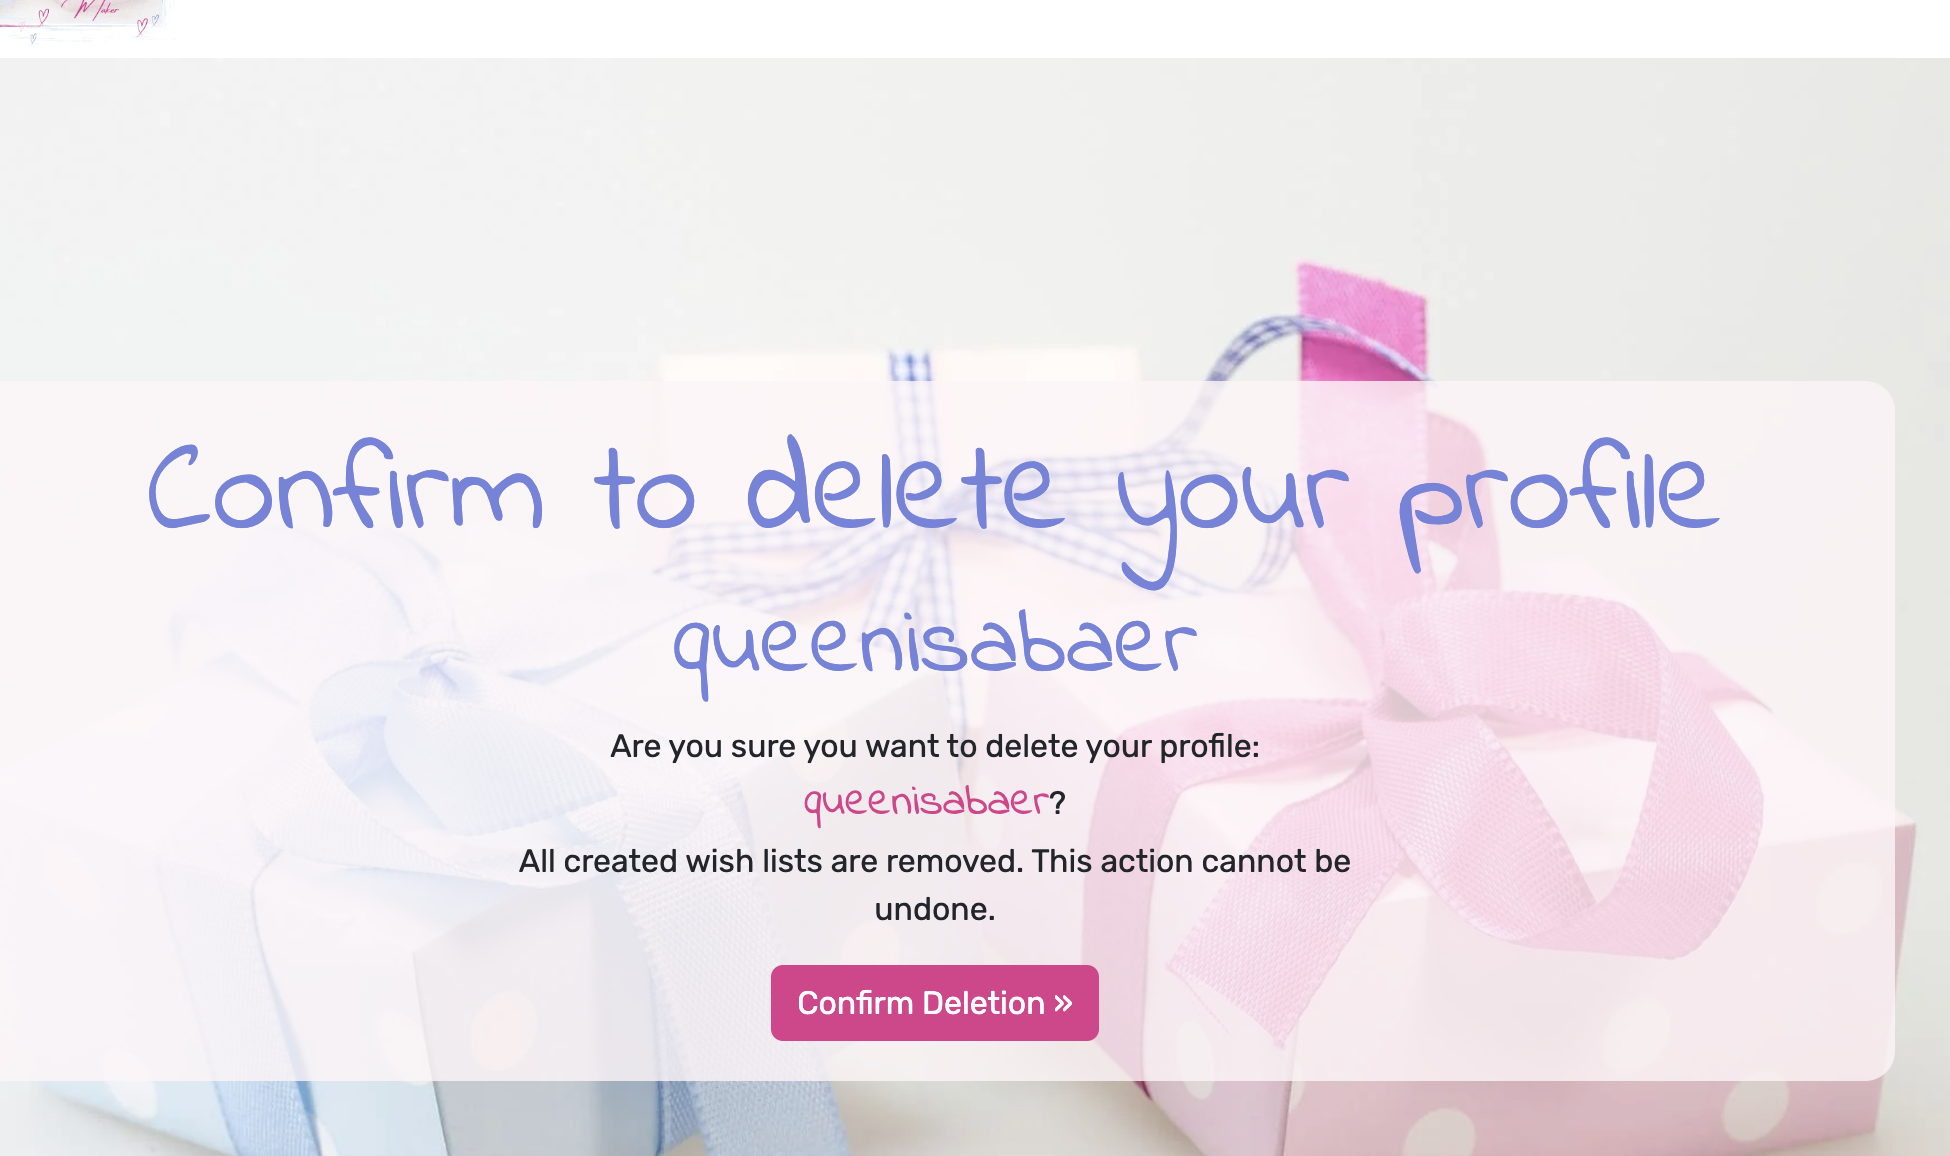 Maker
Confirm to delete your profile
queenisabaer
Are you sure you want to delete your profile:
queenisabaer?
All created wish lists are removed. This action cannot be
undone.
Confirm Deletion »